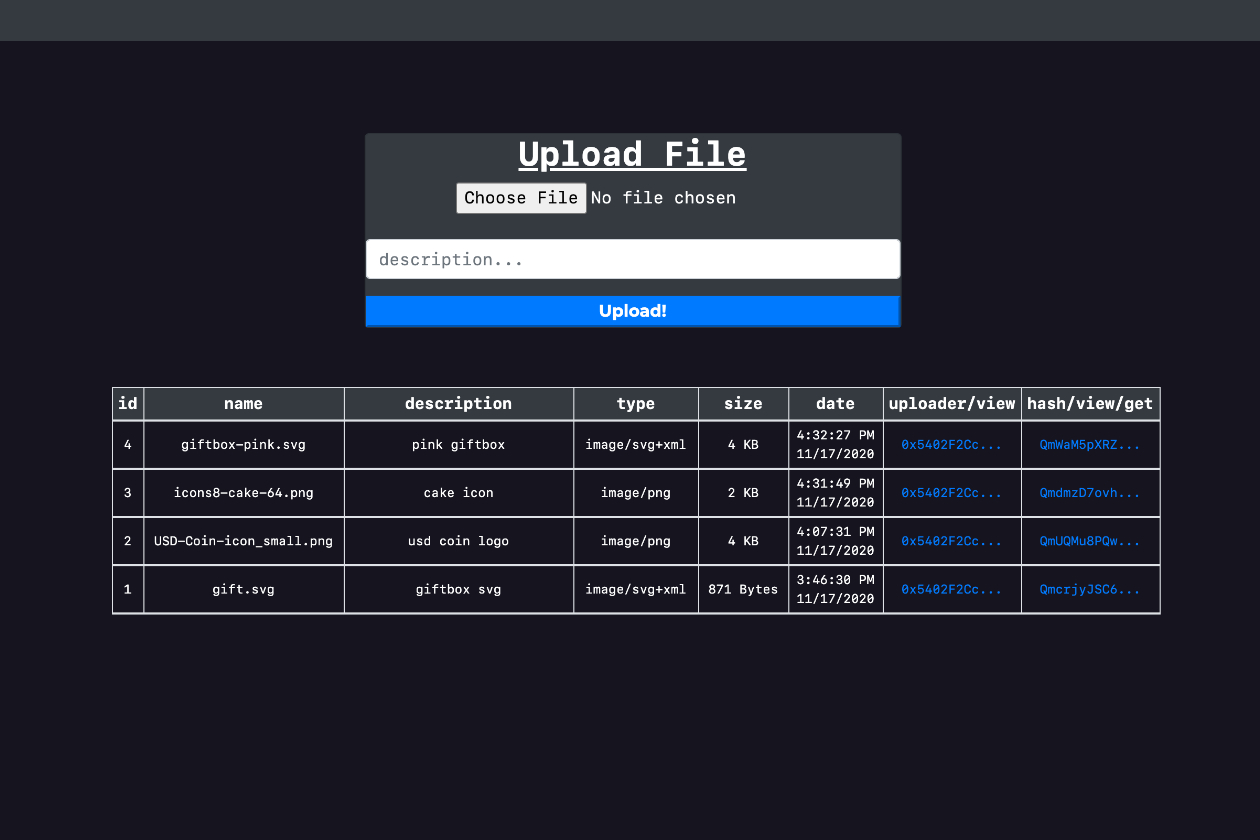 Upload File
Choose File No file chosen
description...
Upload!
id name description type size date uploader/view hash/view/get
4 giftbox-pink.svg pink giftbox image/svg+xml 4 KB 4:32:27 PM 11/17/2020 0x5402F2Cc... QmWaM5pXRZ...
3 icons8-cake-64.png cake icon image/png 2 KB 4:31:49 PM 11/17/2020 0x5402F2Cc... QmdmzD7ovh...
2 USD-Coin-icon_small.png usd coin logo image/png 4 KB 4:07:31 PM 11/17/2020 0x5402F2Cc... QmUQMu8PQw...
1 gift.svg giftbox svg image/svg+xml 871 Bytes 3:46:30 PM 11/17/2020 0x5402F2Cc... QmcrjyJSC6...